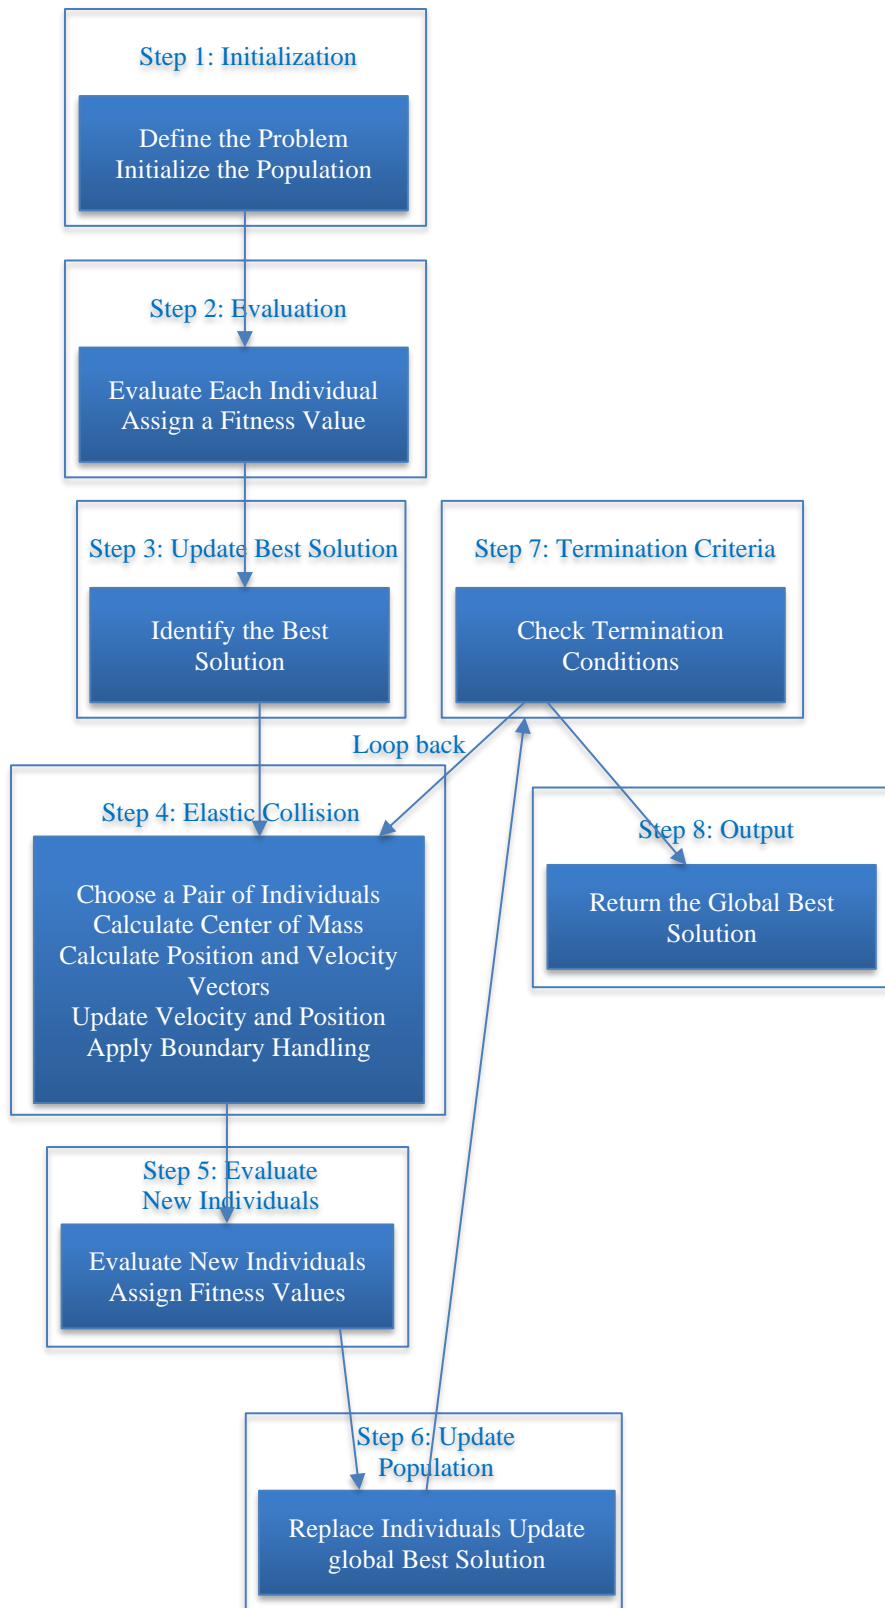 Step 1: Initialization
Define the Problem
Initialize the Population
Step 2: Evaluation
Evaluate Each Individual
Assign a Fitness Value
Step 3: Update Best Solution
Identify the Best
Solution
Step 7: Termination Criteria
Check Termination
Conditions
Loop back
Step 4: Elastic Collision
Choose a Pair of Individuals
Calculate Center of Mass
Calculate Position and Velocity
Vectors
Update Velocity and Position
Apply Boundary Handling
Step 8: Output
Return the Global Best
Solution
Step 5: Evaluate
New Individuals
Evaluate New Individuals
Assign Fitness Values
Step 6: Update
Population
Replace Individuals Update
global Best Solution